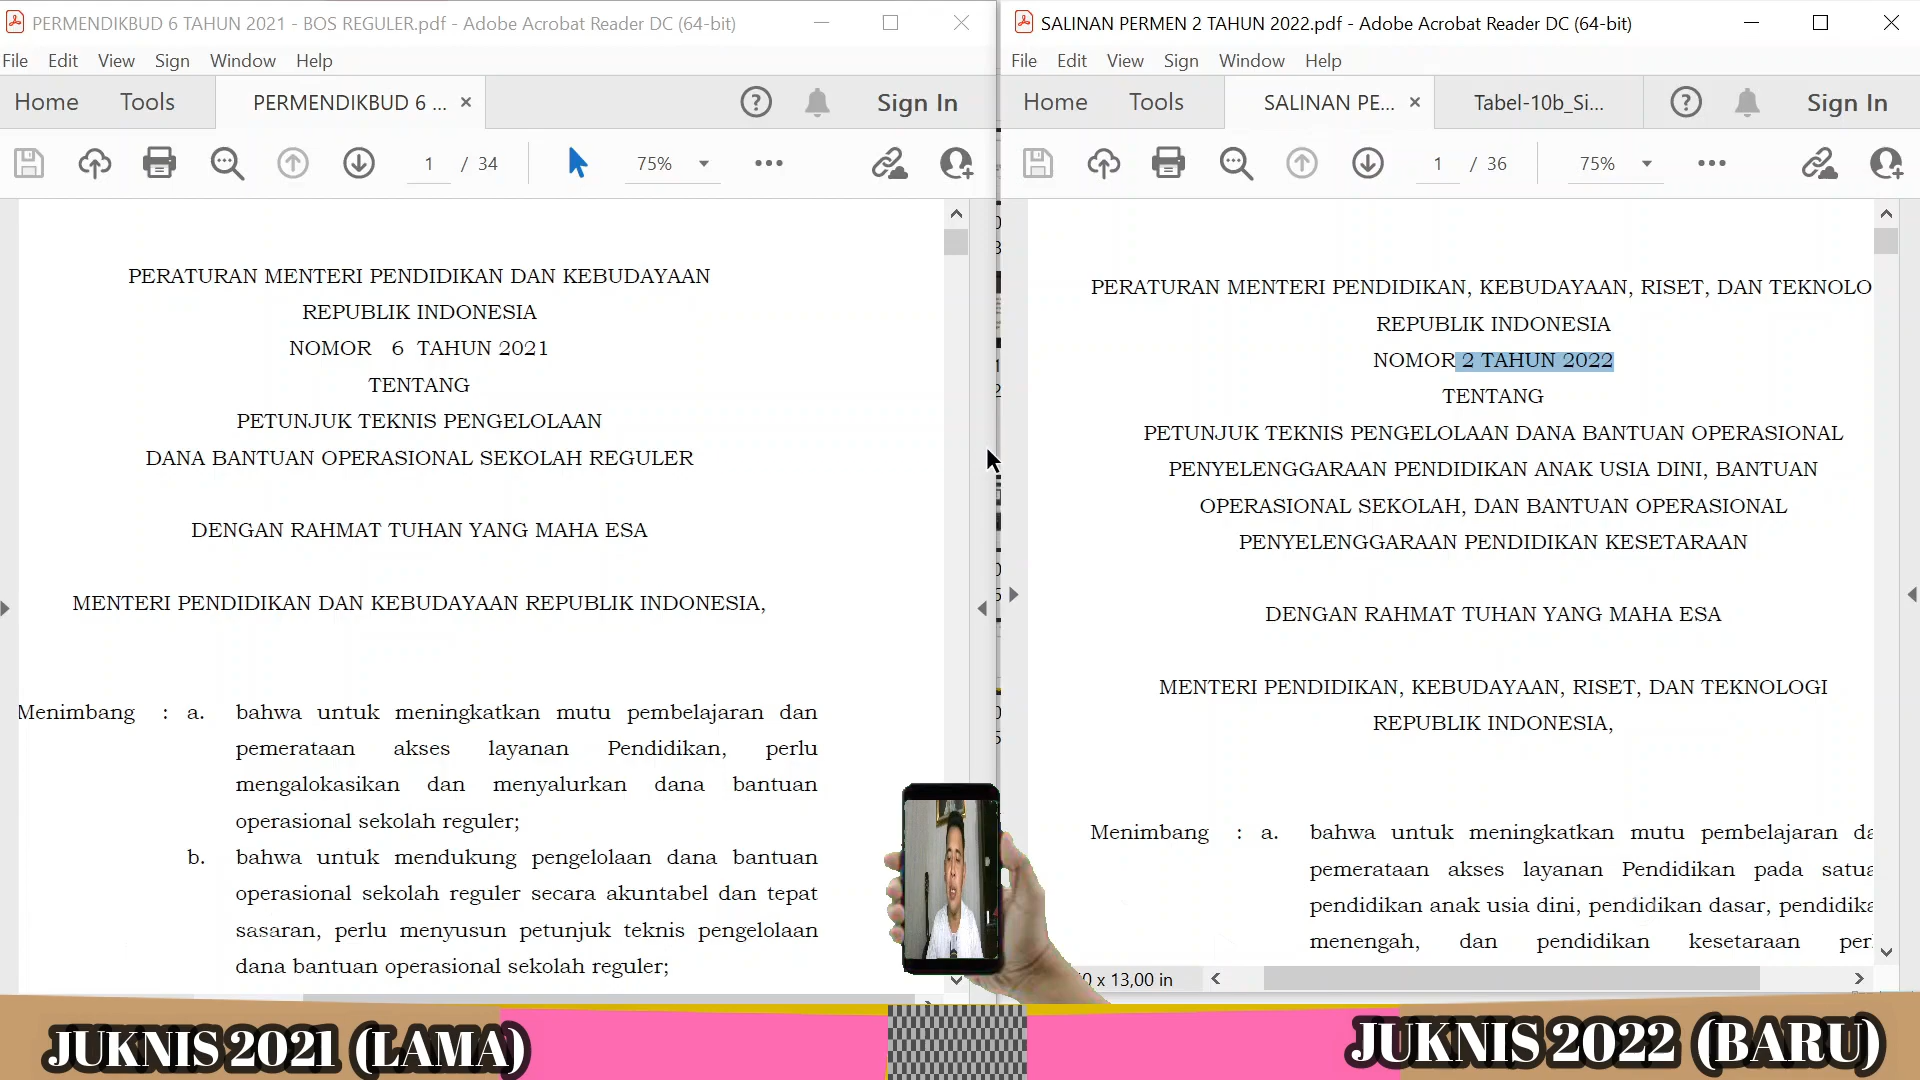 PERMENDIKBUD 6 TAHUN 2021 - BOS REGULER.pdf - Adobe Acrobat Reader DC (64-bit)
File Edit View Sign Window Help
Home Tools PERMENDIKBUD 6 ... × Sign In
1 / 34 75%
PERATURAN MENTERI PENDIDIKAN DAN KEBUDAYAAN
REPUBLIK INDONESIA
NOMOR 6 TAHUN 2021
TENTANG
PETUNJUK TEKNIS PENGELOLAAN
DANA BANTUAN OPERASIONAL SEKOLAH REGULER
DENGAN RAHMAT TUHAN YANG MAHA ESA
MENTERI PENDIDIKAN DAN KEBUDAYAAN REPUBLIK INDONESIA,
Menimbang : a. bahwa untuk meningkatkan mutu pembelajaran dan
pemerataan akses layanan Pendidikan, perlu
mengalokasikan dan menyalurkan dana bantuan
operasional sekolah reguler;
b. bahwa untuk mendukung pengelolaan dana bantuan
operasional sekolah reguler secara akuntabel dan tepat
sasaran, perlu menyusun petunjuk teknis pengelolaan
dana bantuan operasional sekolah reguler;
JUKNIS 2021 (LAMA)
SALINAN PERMEN 2 TAHUN 2022.pdf - Adobe Acrobat Reader DC (64-bit)
File Edit View Sign Window Help
Home Tools SALINAN PE... × Tabel-10b_Si... Sign In
1 / 36 75%
PERATURAN MENTERI PENDIDIKAN, KEBUDAYAAN, RISET, DAN TEKNOLO
REPUBLIK INDONESIA
NOMOR 2 TAHUN 2022
TENTANG
PETUNJUK TEKNIS PENGELOLAAN DANA BANTUAN OPERASIONAL
PENYELENGGARAAN PENDIDIKAN ANAK USIA DINI, BANTUAN
OPERASIONAL SEKOLAH, DAN BANTUAN OPERASIONAL
PENYELENGGARAAN PENDIDIKAN KESETARAAN
DENGAN RAHMAT TUHAN YANG MAHA ESA
MENTERI PENDIDIKAN, KEBUDAYAAN, RISET, DAN TEKNOLOGI
REPUBLIK INDONESIA,
Menimbang : a. bahwa untuk meningkatkan mutu pembelajaran da
pemerataan akses layanan Pendidikan pada satua
pendidikan anak usia dini, pendidikan dasar, pendidika
menengah, dan pendidikan kesetaraan per
0 x 13,00 in
JUKNIS 2022 (BARU)